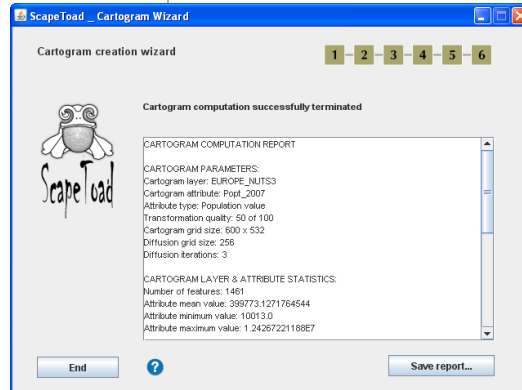 ScapeToad _ Cartogram Wizard
Cartogram creation wizard
1 - 2 - 3 - 4 - 5 - 6
ScapeToad
Cartogram computation successfully terminated
CARTOGRAM COMPUTATION REPORT
CARTOGRAM PARAMETERS:
Cartogram layer: EUROPE_NUTS3
Cartogram attribute: Popt_2007
Attribute type: Population value
Transformation quality: 50 of 100
Cartogram grid size: 600 x 532
Diffusion grid size: 256
Diffusion iterations: 3
CARTOGRAM LAYER & ATTRIBUTE STATISTICS:
Number of features: 1461
Attribute mean value: 399773.1271764544
Attribute minimum value: 10013.0
Attribute maximum value: 1.24267221188E7
End
?
Save report...